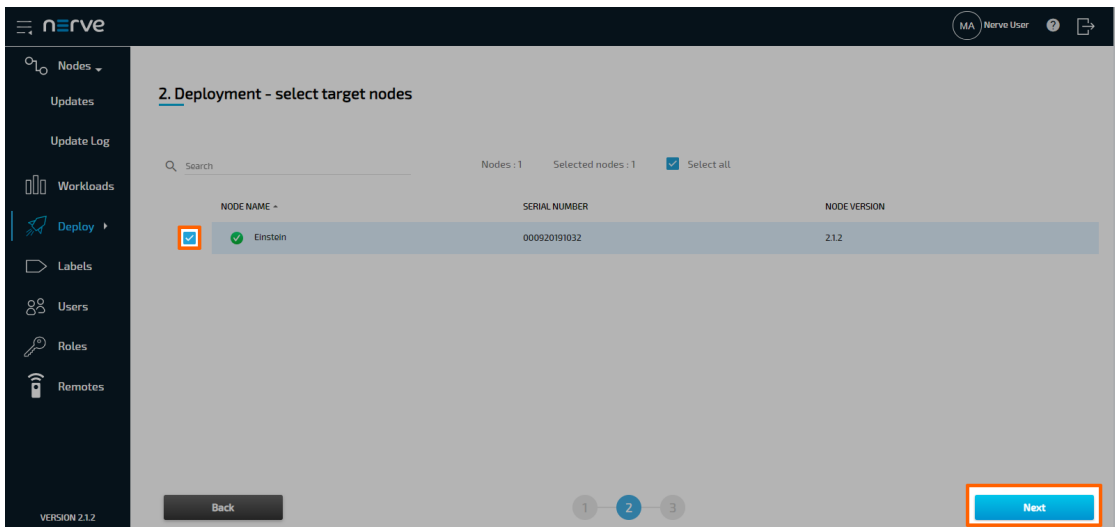 nerve
MA Nerve User ?
Nodes
Updates
Update Log
Workloads
Deploy
Labels
Users
Roles
Remotes
VERSION 2.1.2
2. Deployment - select target nodes
Search Nodes : 1 Selected nodes : 1 Select all
NODE NAME SERIAL NUMBER NODE VERSION
Einstein 000920191032 2.1.2
Back 1 2 3 Next